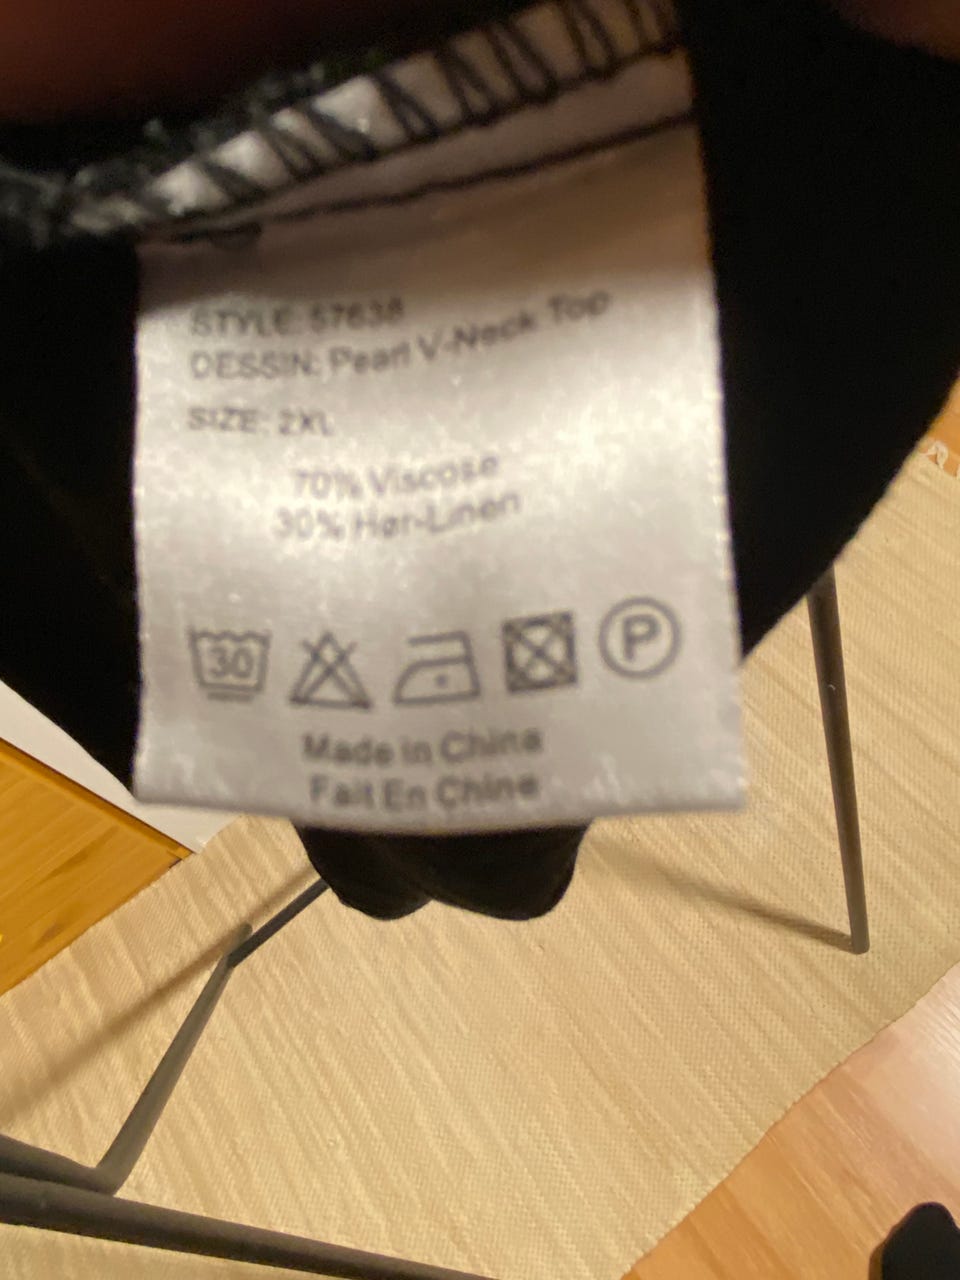 STYLE: 57638
DESSIN: Pearl V-Neck Top
SIZE: 2XL
70% Viscose
30% Hør-Linen
30
P
Made in China
Fait En Chine